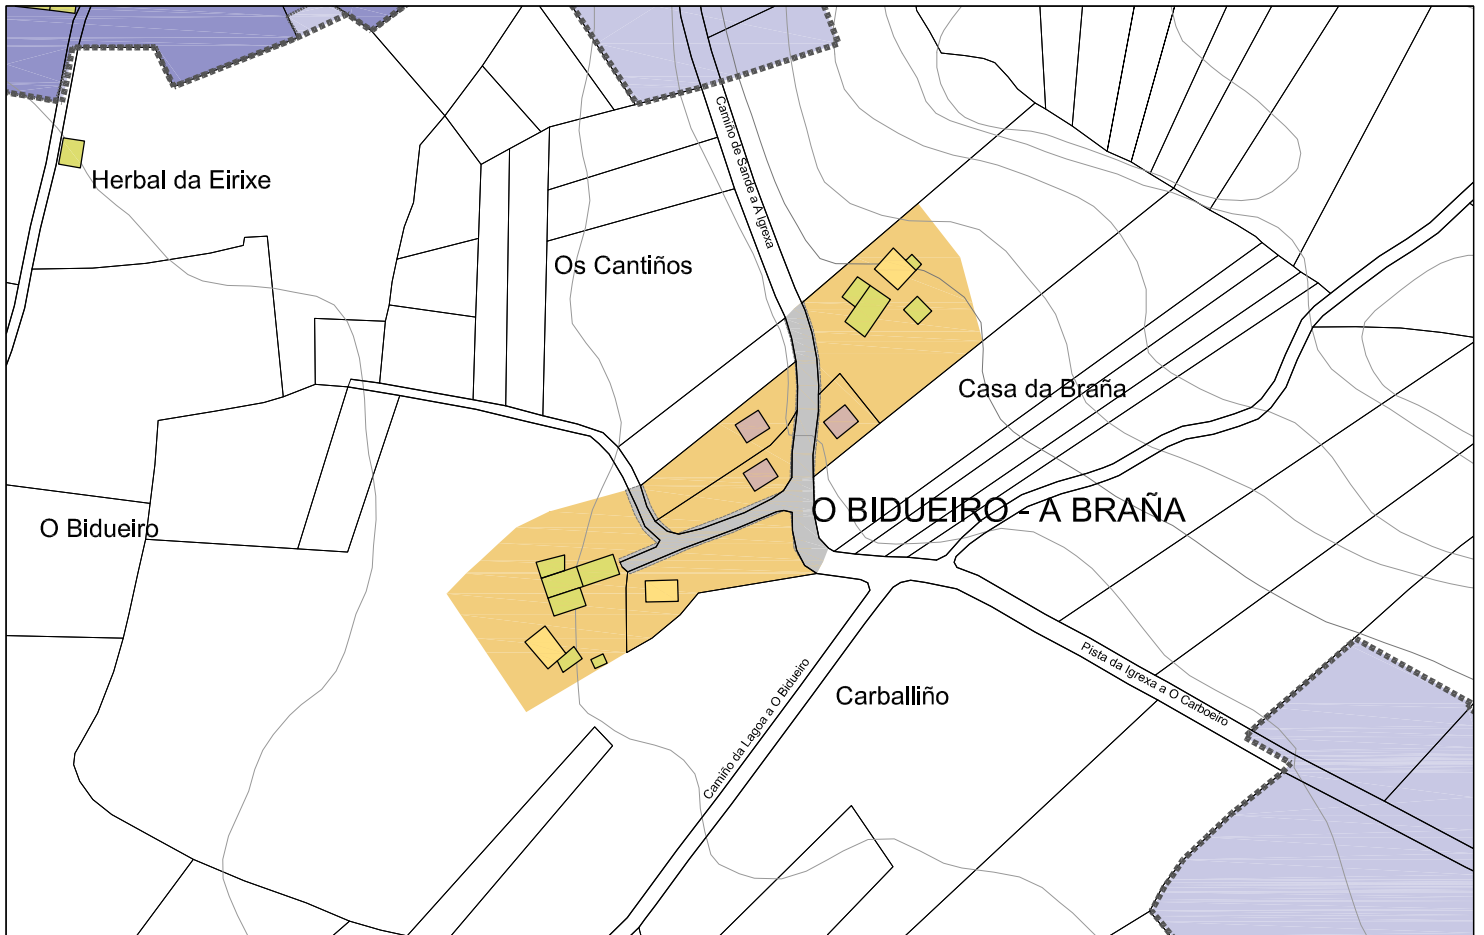 Herbal da Eirixe
Camiño de Sande a A Igrexa
Os Cantiños
Casa da Braña
O BIDUEIRO - A BRAÑA
O Bidueiro
Pista da Igrexa a O Carboeiro
Carballiño
Camiño da Lagoa a O Bidueiro